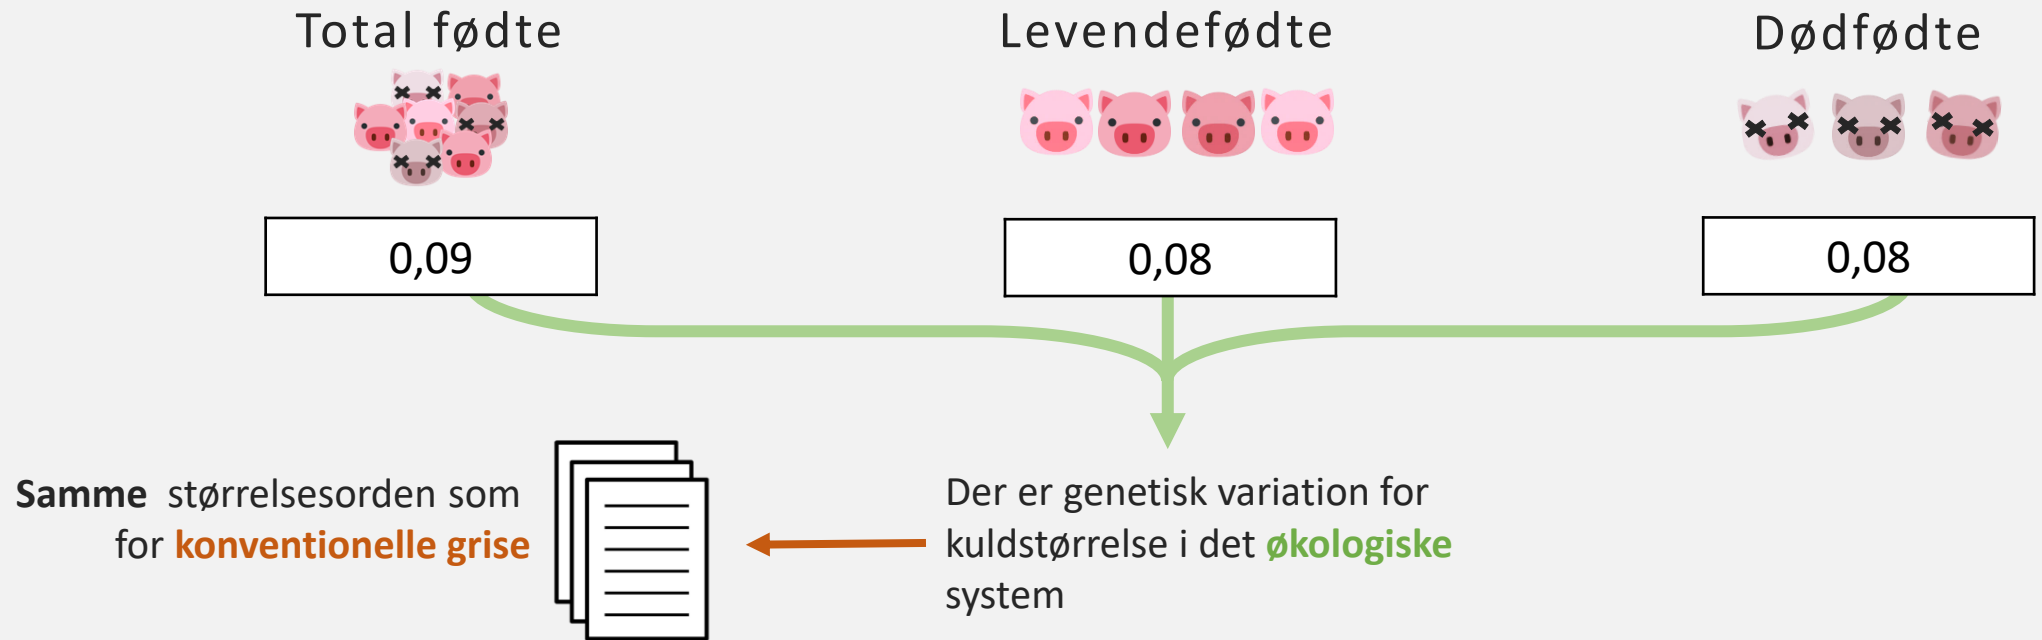 Total fødte
Levendefødte
Dødfødte
0,09
0,08
0,08
Samme størrelsesorden som
for konventionelle grise
Der er genetisk variation for
kuldstørrelse i det økologiske
system